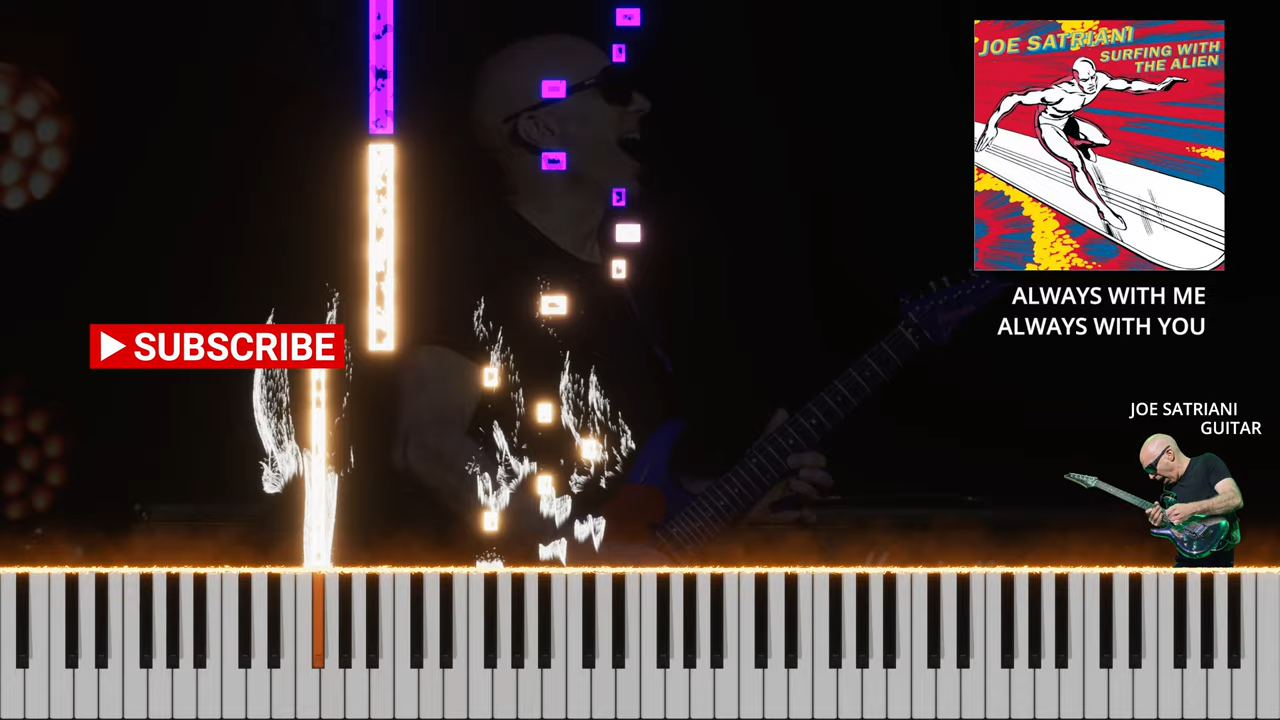 JOE SATRIANI
SURFING WITH
THE ALIEN
SUBSCRIBE
ALWAYS WITH ME
ALWAYS WITH YOU
JOE SATRIANI
GUITAR